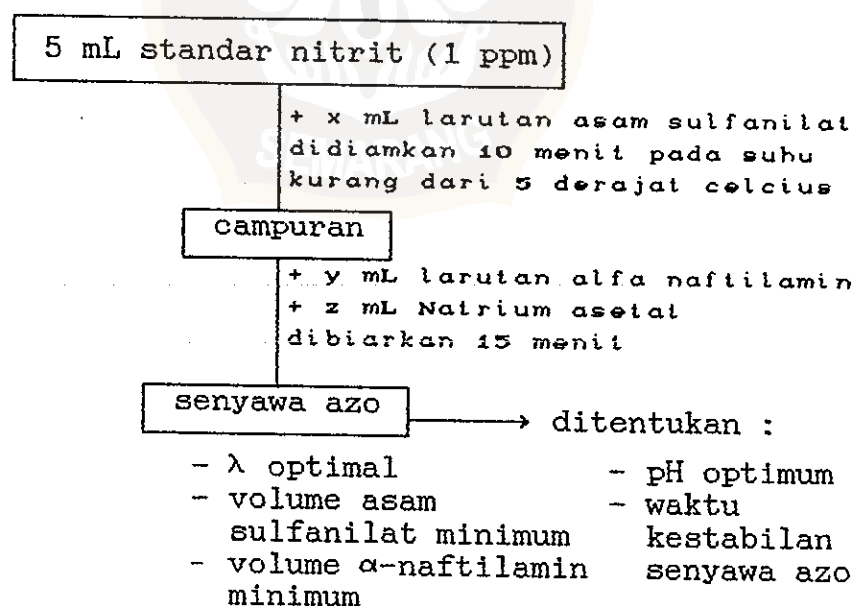 5 mL standar nitrit (1 ppm)
+ x mL larutan asam sulfanilat
didiamkan 10 menit pada suhu
kurang dari 5 derajat celcius
SEMARANG
campuran
+ y mL larutan alfa naftilamin
+ z mL Natrium asetat
dibiarkan 15 menit
senyawa azo
ditentukan :
- λ optimal
- volume asam
sulfanilat minimum
- volume α-naftilamin
minimum
- pH optimum
- waktu
kestabilan
senyawa azo